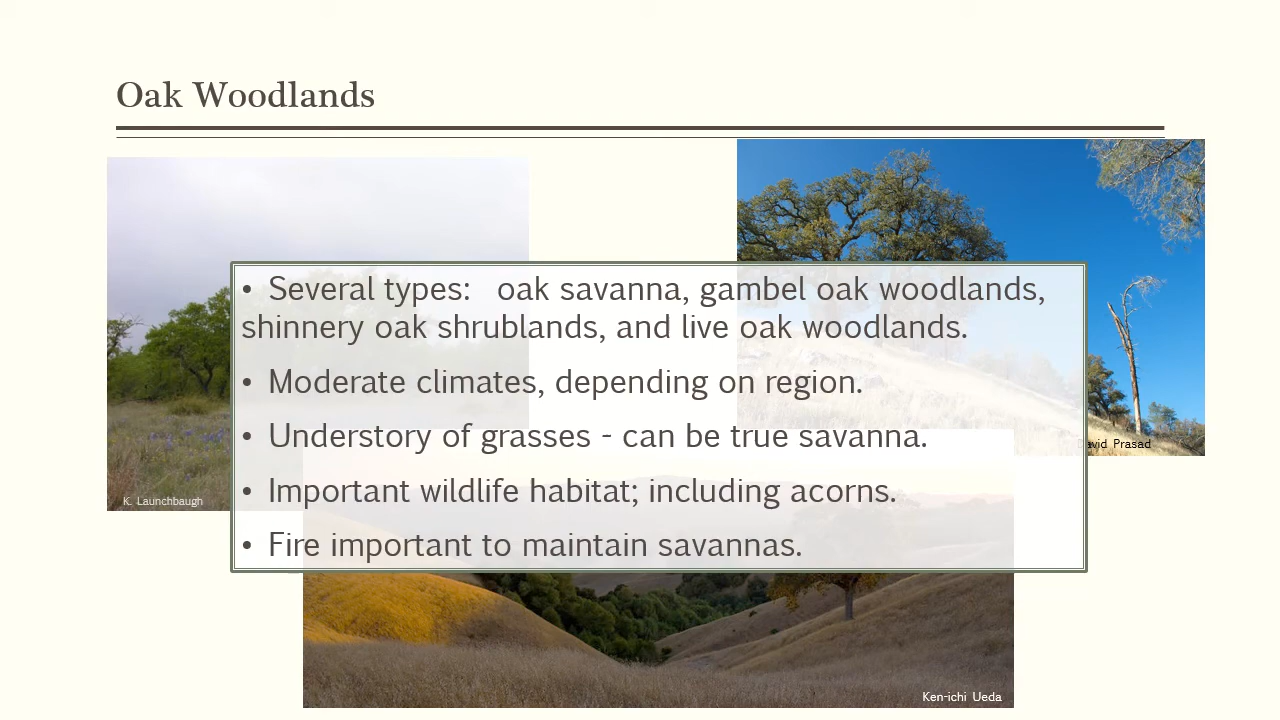 Oak Woodlands
• Several types: oak savanna, gambel oak woodlands,
shinnery oak shrublands, and live oak woodlands.
• Moderate climates, depending on region.
• Understory of grasses - can be true savanna.
• Important wildlife habitat; including acorns.
• Fire important to maintain savannas.
Prasad
K. Launchbaugh
Ken-ichi Ueda